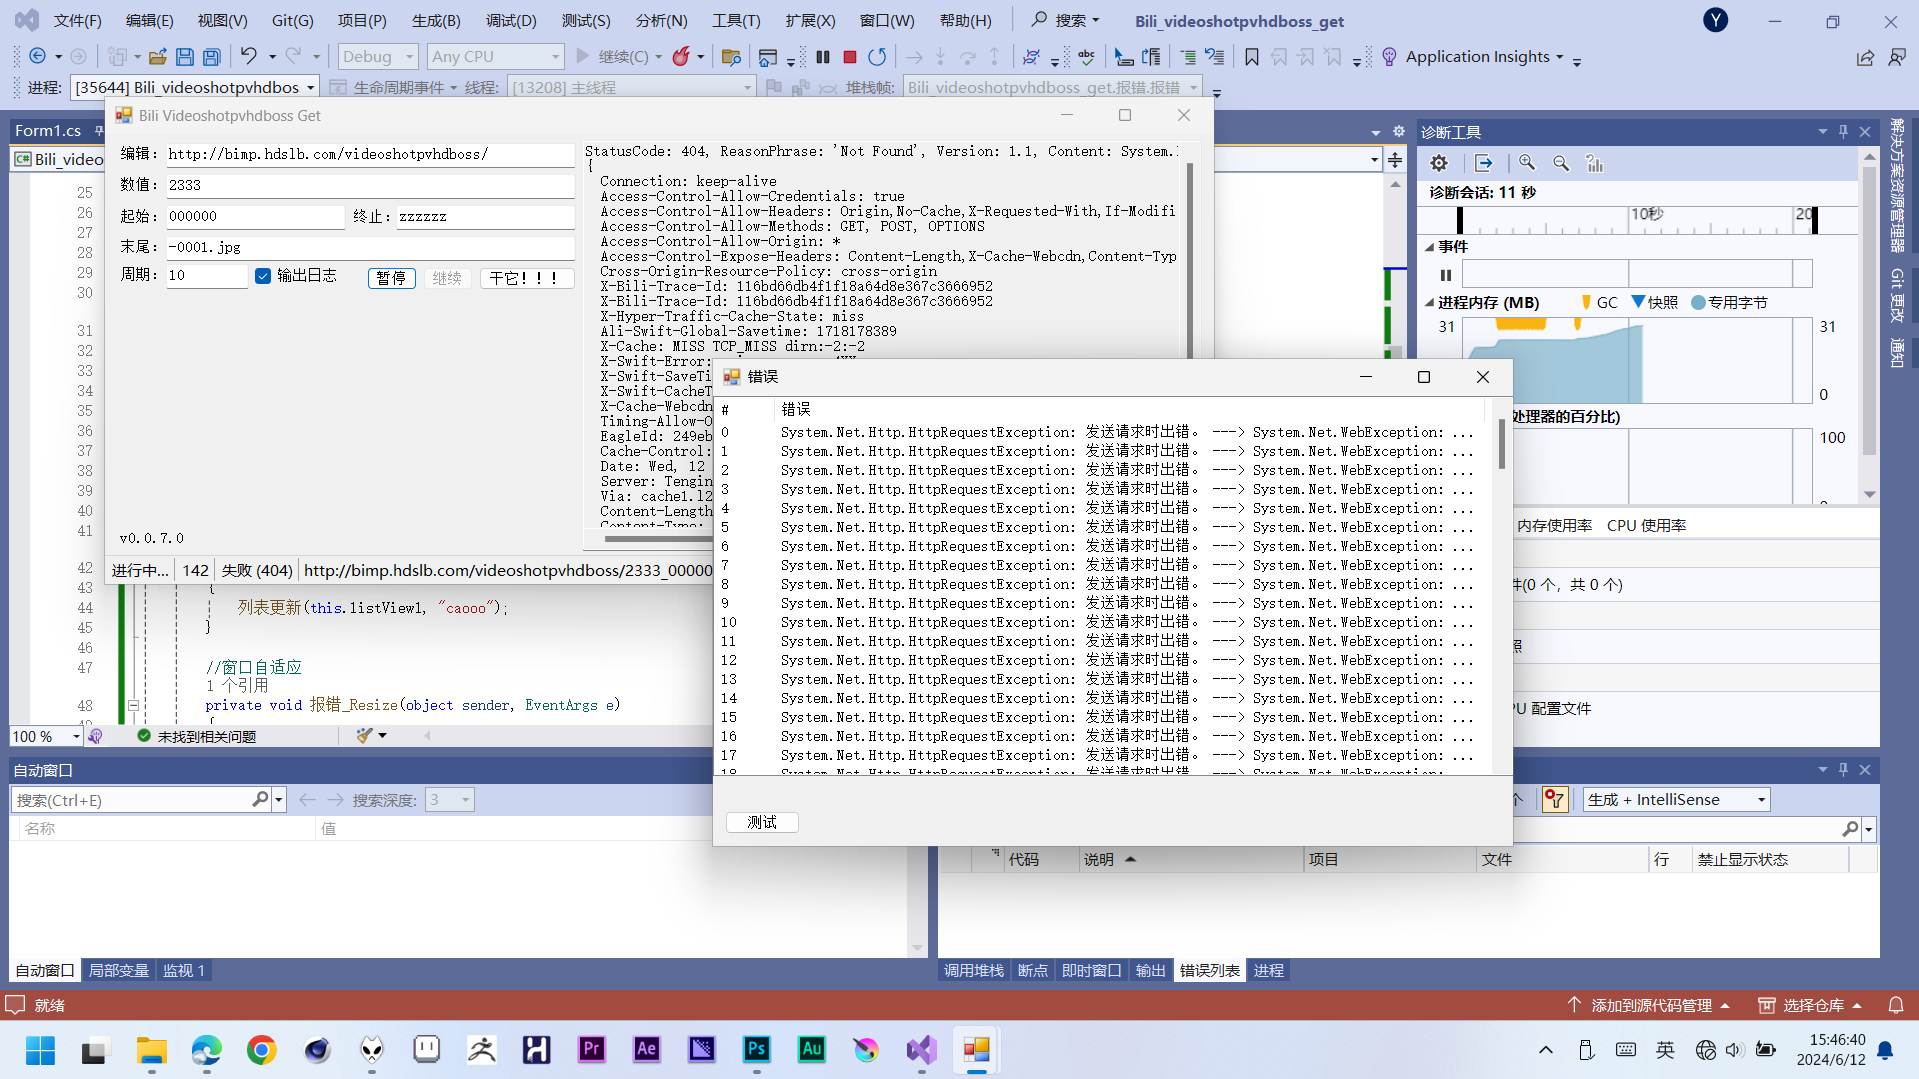 文件(F) 编辑(E) 视图(V) Git(G) 项目(P) 生成(B) 调试(D) 测试(S) 分析(N) 工具(T) 扩展(X) 窗口(W) 帮助(H) 搜索 Bili_videoshotpvhdboss_get Y
Debug Any CPU 继续(C) abc Application Insights
进程: [35644] Bili_videoshotpvhdbos 生命周期事件 线程: [13208] 主线程 堆栈帧: Bili_videoshotpvhdboss_get.报错.报错
Form1.cs
C# Bili_video
25
26
27
28
29
30
31
32
33
34
35
36
37
38
39
40
41
42
43
44 列表更新(this.listView1, "caooo");
45 }
46
47 //窗口自适应
1 个引用
48 private void 报错_Resize(object sender, EventArgs e)
100 % 未找到相关问题
Bili Videoshotpvhdboss Get
编辑: http://bimp.hdslb.com/videoshotpvhdboss/
数值: 2333
起始: 000000 终止: zzzzzz
末尾: -0001.jpg
周期: 10 输出日志 暂停 继续 干它!!!
v0.0.7.0
进行中... 142 失败 (404) http://bimp.hdslb.com/videoshotpvhdboss/2333_00000
StatusCode: 404, ReasonPhrase: 'Not Found', Version: 1.1, Content: System.
{
Connection: keep-alive
Access-Control-Allow-Credentials: true
Access-Control-Allow-Headers: Origin,No-Cache,X-Requested-With,If-Modifi
Access-Control-Allow-Methods: GET, POST, OPTIONS
Access-Control-Allow-Origin: *
Access-Control-Expose-Headers: Content-Length,X-Cache-Webcdn,Content-Typ
Cross-Origin-Resource-Policy: cross-origin
X-Bili-Trace-Id: 116bd66db4f1f18a64d8e367c3666952
X-Bili-Trace-Id: 116bd66db4f1f18a64d8e367c3666952
X-Hyper-Traffic-Cache-State: miss
Ali-Swift-Global-Savetime: 1718178389
X-Cache: MISS TCP_MISS dirn:-2:-2
X-Swift-Error:
X-Swift-SaveTi
X-Swift-CacheT
X-Cache-Webcdn
Timing-Allow-O
EagleId: 249eb
Cache-Control:
Date: Wed, 12
Server: Tengin
Via: cache1.l2
Content-Length
Content-Type:
错误
# 错误
0 System.Net.Http.HttpRequestException: 发送请求时出错。 ---> System.Net.WebException: ...
1 System.Net.Http.HttpRequestException: 发送请求时出错。 ---> System.Net.WebException: ...
2 System.Net.Http.HttpRequestException: 发送请求时出错。 ---> System.Net.WebException: ...
3 System.Net.Http.HttpRequestException: 发送请求时出错。 ---> System.Net.WebException: ...
4 System.Net.Http.HttpRequestException: 发送请求时出错。 ---> System.Net.WebException: ...
5 System.Net.Http.HttpRequestException: 发送请求时出错。 ---> System.Net.WebException: ...
6 System.Net.Http.HttpRequestException: 发送请求时出错。 ---> System.Net.WebException: ...
7 System.Net.Http.HttpRequestException: 发送请求时出错。 ---> System.Net.WebException: ...
8 System.Net.Http.HttpRequestException: 发送请求时出错。 ---> System.Net.WebException: ...
9 System.Net.Http.HttpRequestException: 发送请求时出错。 ---> System.Net.WebException: ...
10 System.Net.Http.HttpRequestException: 发送请求时出错。 ---> System.Net.WebException: ...
11 System.Net.Http.HttpRequestException: 发送请求时出错。 ---> System.Net.WebException: ...
12 System.Net.Http.HttpRequestException: 发送请求时出错。 ---> System.Net.WebException: ...
13 System.Net.Http.HttpRequestException: 发送请求时出错。 ---> System.Net.WebException: ...
14 System.Net.Http.HttpRequestException: 发送请求时出错。 ---> System.Net.WebException: ...
15 System.Net.Http.HttpRequestException: 发送请求时出错。 ---> System.Net.WebException: ...
16 System.Net.Http.HttpRequestException: 发送请求时出错。 ---> System.Net.WebException: ...
17 System.Net.Http.HttpRequestException: 发送请求时出错。 ---> System.Net.WebException: ...
18 System.Net.Http.HttpRequestException: 发送请求时出错。 ---> System.Net.WebException: ...
测试
诊断工具
诊断会话: 11 秒
10秒 20
事件
进程内存 (MB) GC 快照 专用字节
31 31
0
处理器的百分比)
100
内存使用率 CPU 使用率
件(0 个, 共 0 个)
照
PU 配置文件
解决方案资源管理器
Git 更改
通知
自动窗口
搜索(Ctrl+E) 搜索深度: 3
名称 值
自动窗口 局部变量 监视 1
个 生成 + IntelliSense
代码 说明 项目 文件 行 禁止显示状态
调用堆栈 断点 即时窗口 输出 错误列表 进程
就绪 添加到源代码管理 选择仓库
Pr Ae Ps Au 英
15:46:40
2024/6/12